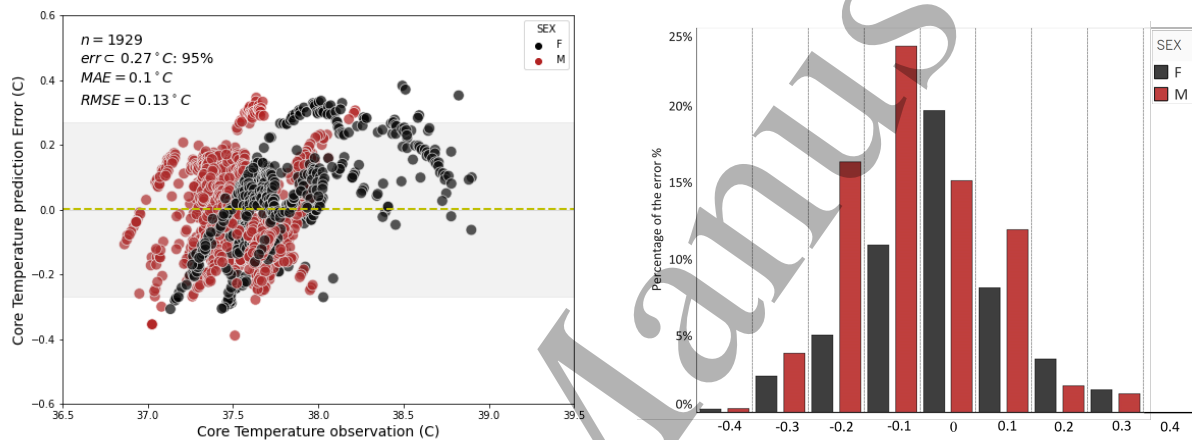 0.6
0.4
0.2
0.0
−0.2
−0.4
−0.6
Core Temperature prediction Error (C)
n = 1929
err⊂ 0.27°C: 95%
MAE = 0.1°C
RMSE = 0.13°C
SEX
F
M
36.5 37.0 37.5 38.0 38.5 39.0 39.5
Core Temperature observation (C)
25%
20%
15%
10%
5%
0%
Percentage of the error %
SEX
F
M
-0.4 -0.3 -0.2 -0.1 0 0.1 0.2 0.3 0.4
Manus